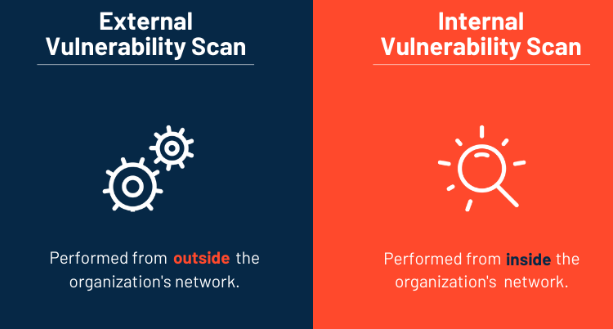 External
Vulnerability Scan
Performed from outside the
organization's network.
Internal
Vulnerability Scan
Performed from inside the
organization's network.